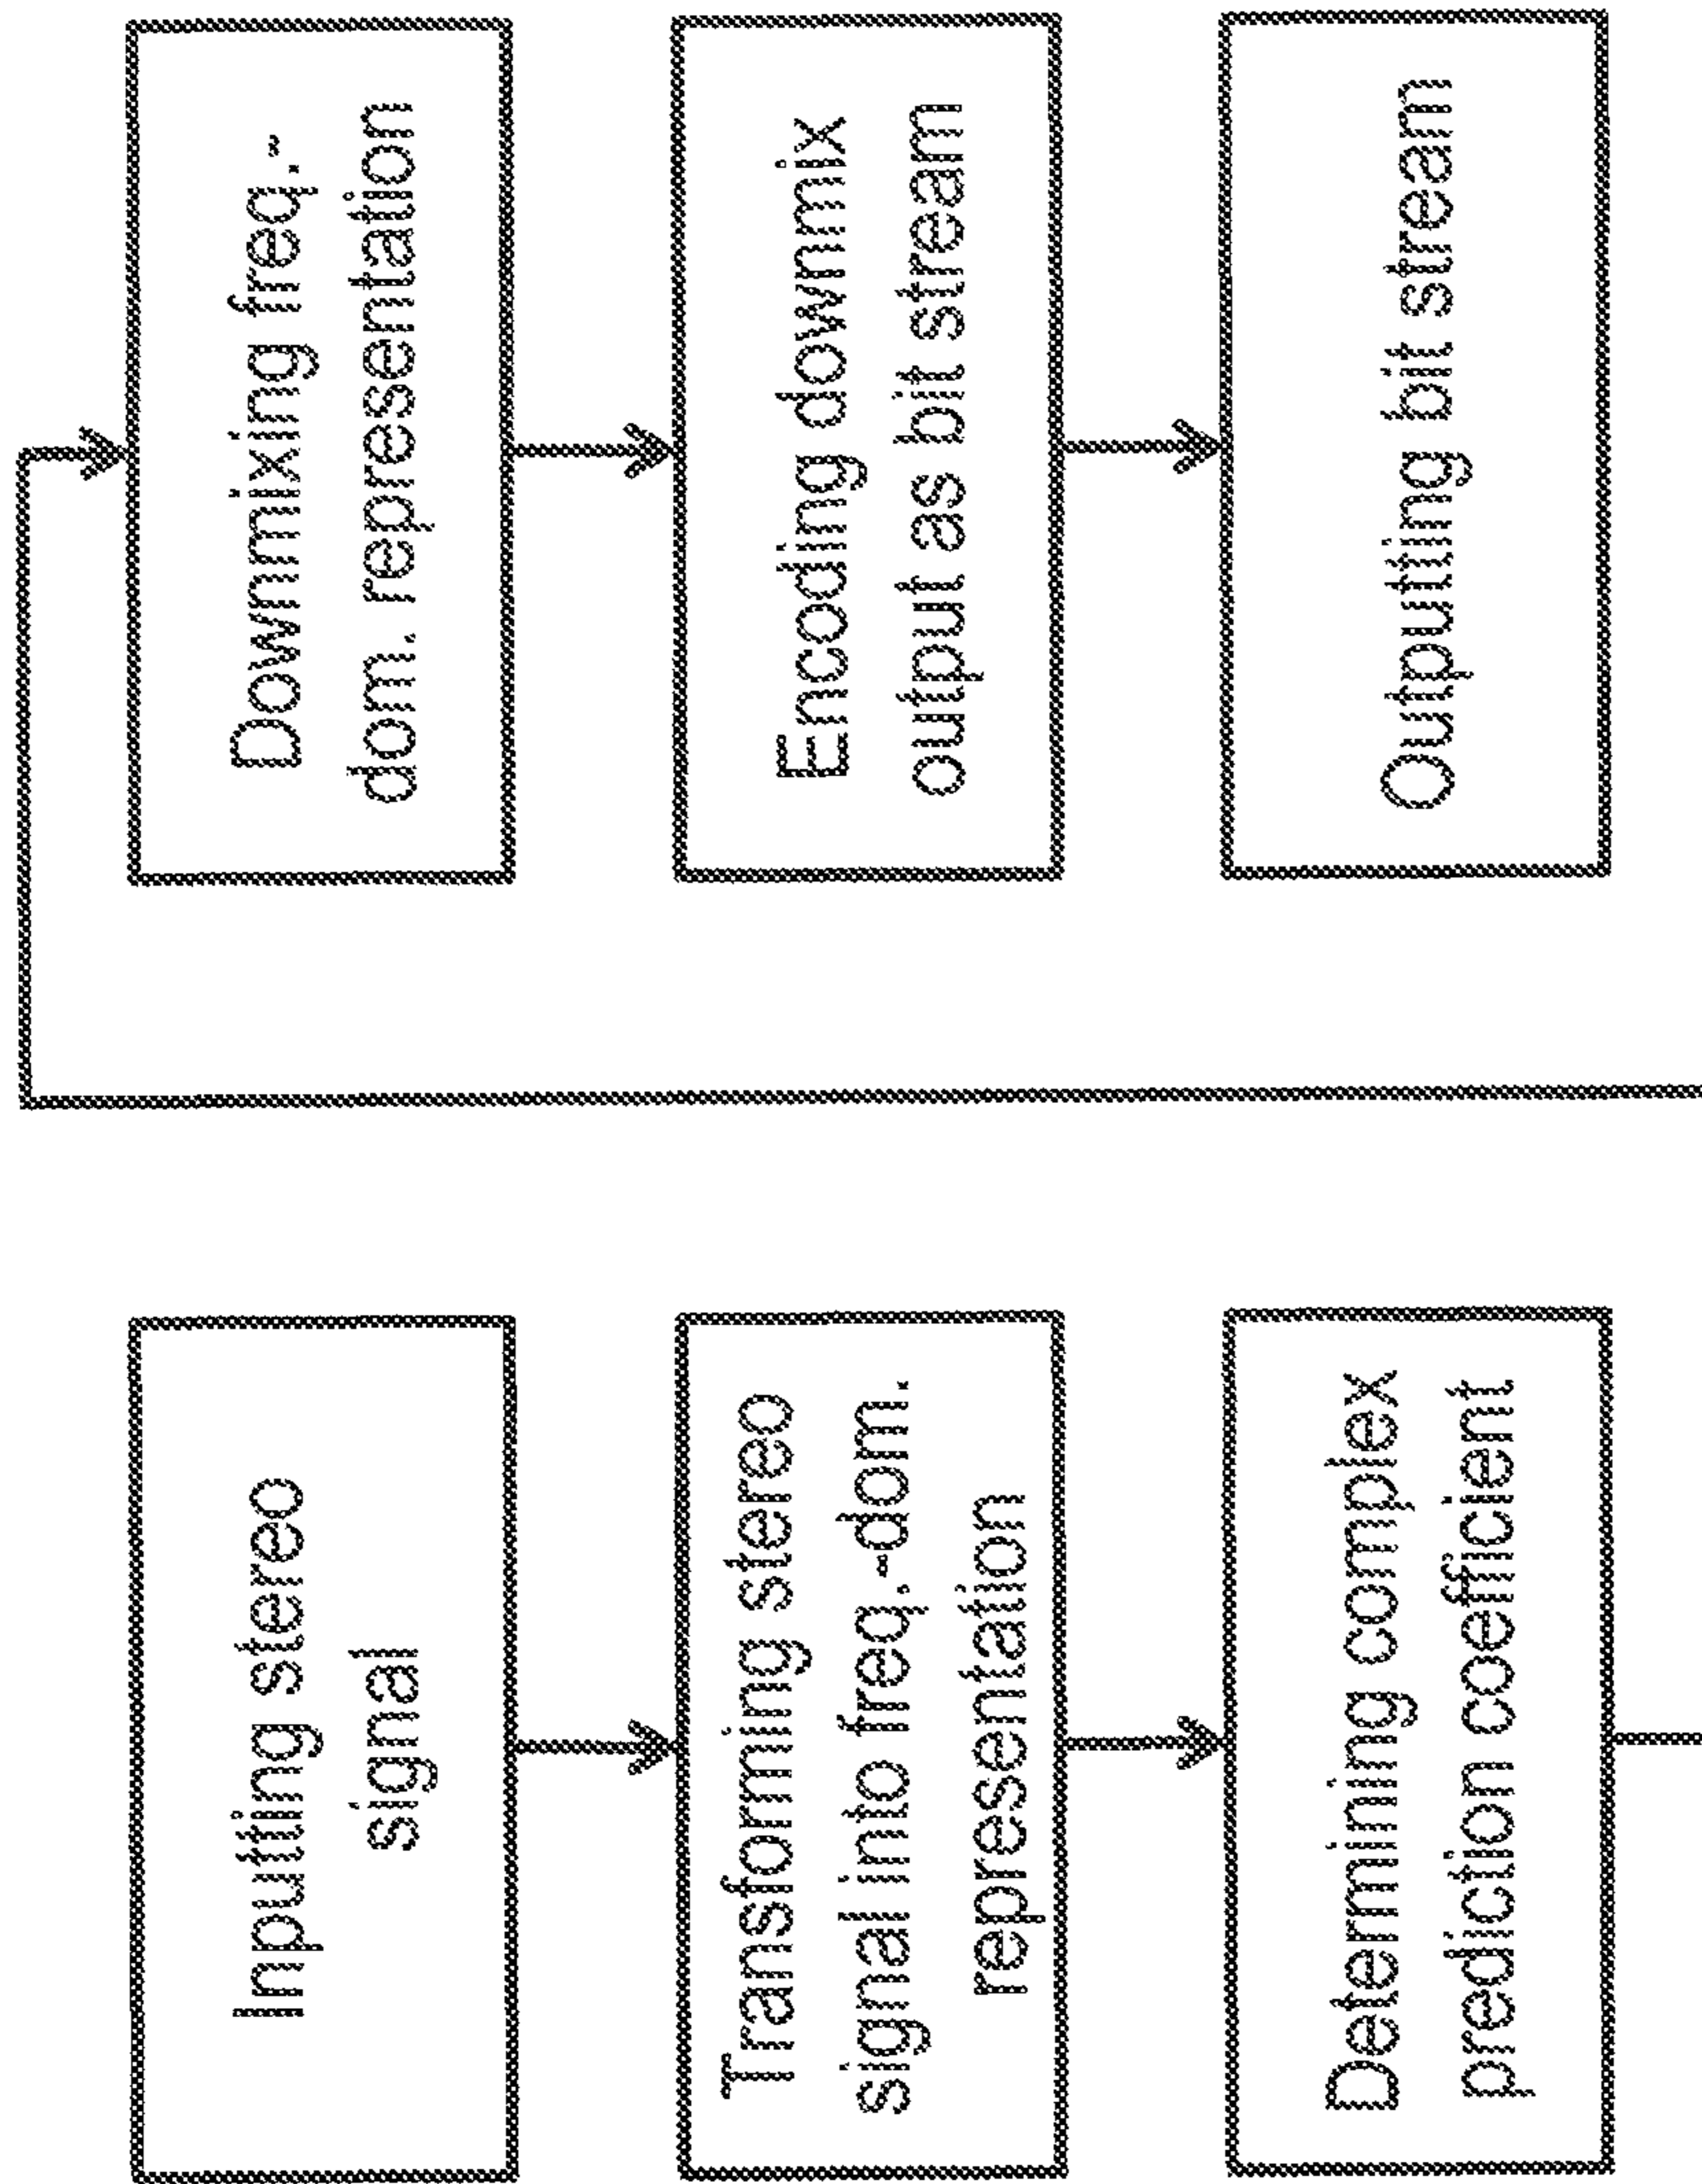 Inputting stereo
signal
Transforming stereo
signal into freq.-dom.
representation
Determining complex
prediction coefficient
Downmixing freq.-
dom. representation
Encoding downmix
output as bit stream
Outputting bit stream